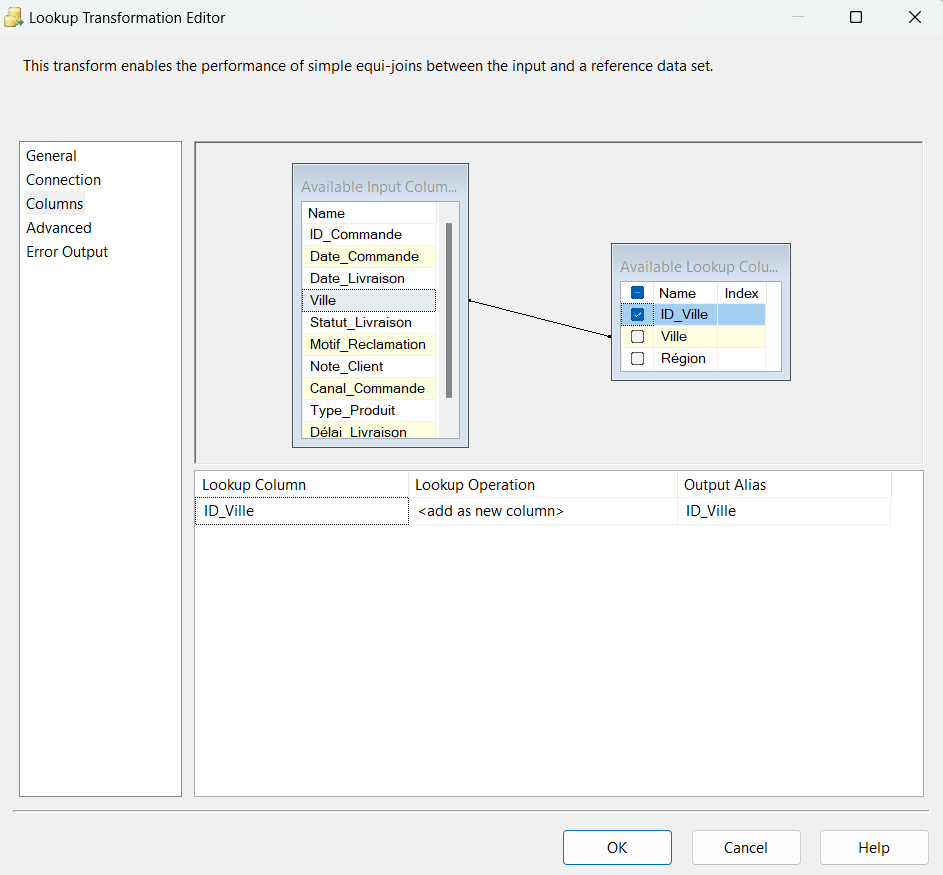 Lookup Transformation Editor
This transform enables the performance of simple equi-joins between the input and a reference data set.
General
Connection
Columns
Advanced
Error Output
Available Input Colum...
Name
ID_Commande
Date_Commande
Date_Livraison
Ville
Statut_Livraison
Motif_Reclamation
Note_Client
Canal_Commande
Type_Produit
Délai_Livraison
Available Lookup Colu...
Name Index
ID_Ville
Ville
Région
Lookup Column Lookup Operation Output Alias
ID_Ville <add as new column> ID_Ville
OK Cancel Help